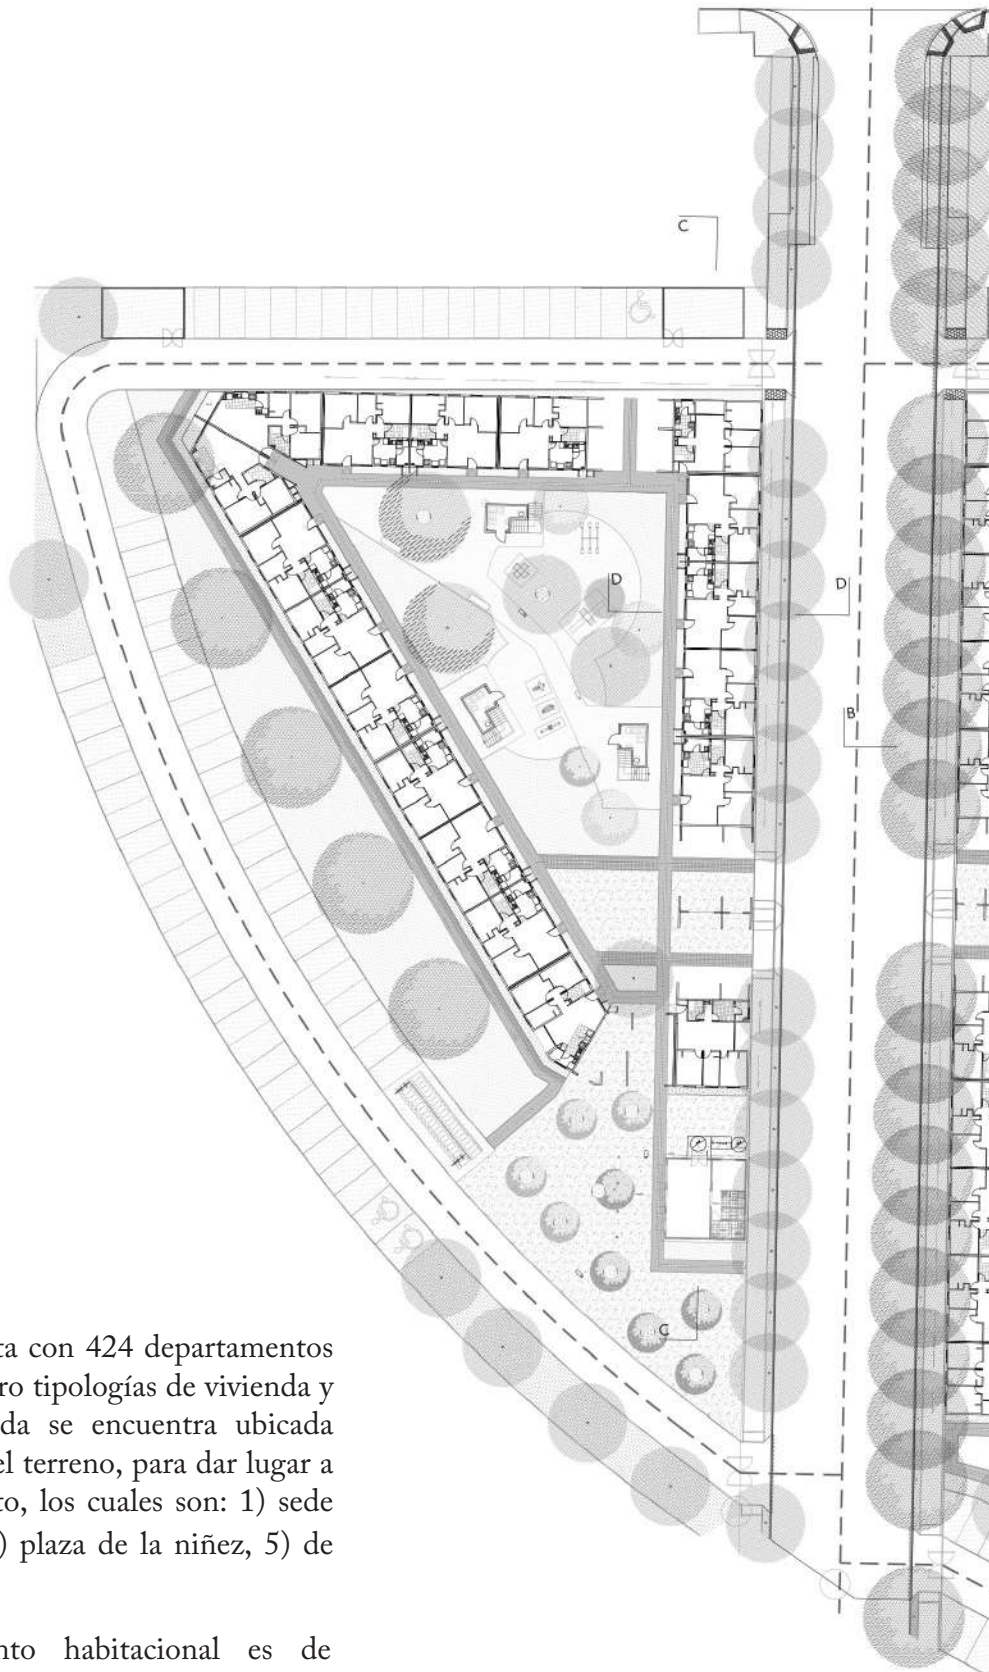 C
D
D
B
C
ta con 424 departamentos
ro tipologías de vivienda y
da se encuentra ubicada
el terreno, para dar lugar a
to, los cuales son: 1) sede
) plaza de la niñez, 5) de
nto habitacional es de